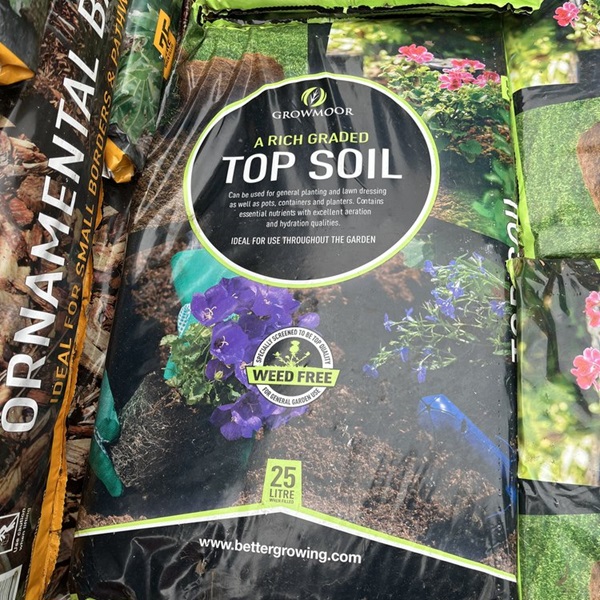 GROWMOOR
A RICH GRADED
TOP SOIL
Can be used for general planting and lawn dressing
as well as pots, containers and planters. Contains
essential nutrients with excellent aeration
and hydration qualities.
IDEAL FOR USE THROUGHOUT THE GARDEN
SPECIALLY SCREENED TO BE TOP QUALITY
WEED FREE
FOR GENERAL GARDEN USE
25
LITRE
WHEN FILLED
www.bettergrowing.com
ORNAMENTAL B
IDEAL FOR SMALL BORDERS &
TOP SOIL